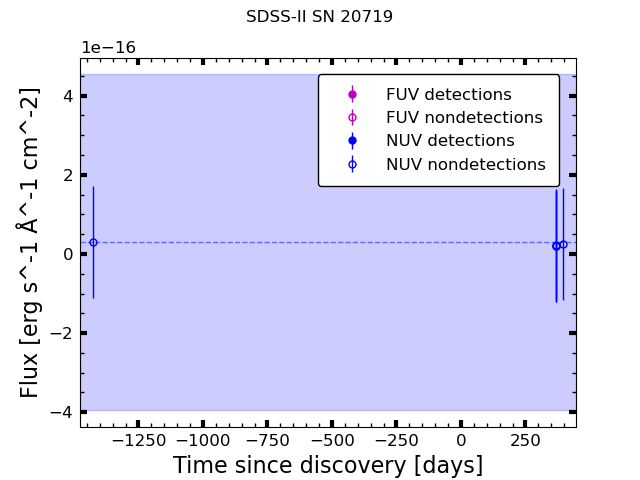 SDSS-II SN 20719
1e−16
FUV detections
FUV nondetections
NUV detections
NUV nondetections
4
2
0
−2
−4
Flux [erg s^-1 Å^-1 cm^-2]
−1250 −1000 −750 −500 −250 0 250
Time since discovery [days]